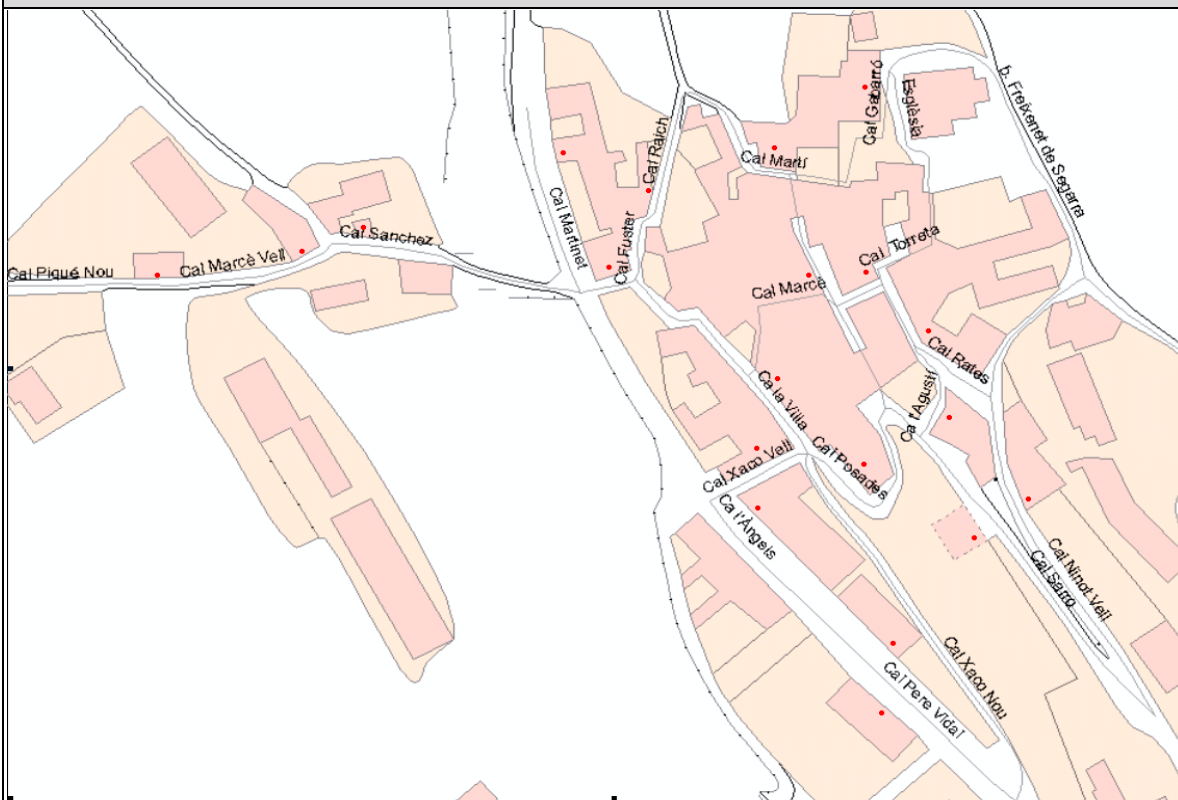 Cal Gabarró
Església
b. Freixenet de Segarra
Cal Raich
Cal Martí
Cal Martinet
Cal Fuster
Cal Sanchez
Cal Torreta
Cal Piqué Nou
Cal Marcè Vell
Cal Marcè
Cal Rates
Ca la Villa
Ca l'Agustí
Cal Posades
Cal Xaco Vell
Ca l'Àngels
Cal Ninot Vell
Cal Sarro
Cal Xaco Nou
Cal Pere Vidal